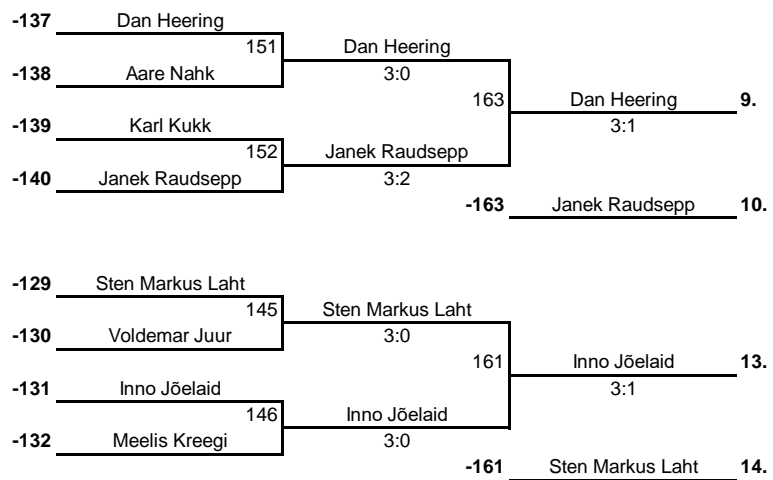 -137 Dan Heering
151 Dan Heering
-138 Aare Nahk 3:0
163 Dan Heering 9.
-139 Karl Kukk 3:1
152 Janek Raudsepp
-140 Janek Raudsepp 3:2
-163 Janek Raudsepp 10.
-129 Sten Markus Laht
145 Sten Markus Laht
-130 Voldemar Juur 3:0
161 Inno Jõelaid 13.
-131 Inno Jõelaid 3:1
146 Inno Jõelaid
-132 Meelis Kreegi 3:0
-161 Sten Markus Laht 14.